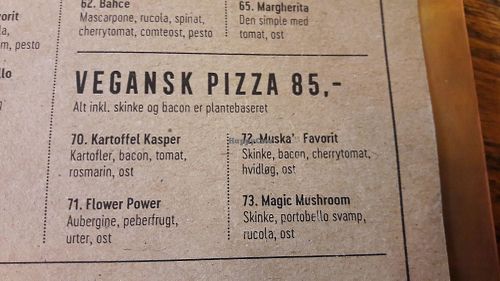 vorit
pesto
62. Bahce
Mascarpone, rucola, spinat,
cherrytomat, comteost, pesto
65. Margherita
Den simple med
tomat, ost
VEGANSK PIZZA 85,-
Alt inkl. skinke og bacon er plantebaseret
70. Kartoffel Kasper
Kartofler, bacon, tomat,
rosmarin, ost
71. Flower Power
Aubergine, peberfrugt,
urter, ost
72. Muska' Favorit
Skinke, bacon, cherrytomat,
hvidløg, ost
73. Magic Mushroom
Skinke, portobello svamp,
rucola, ost